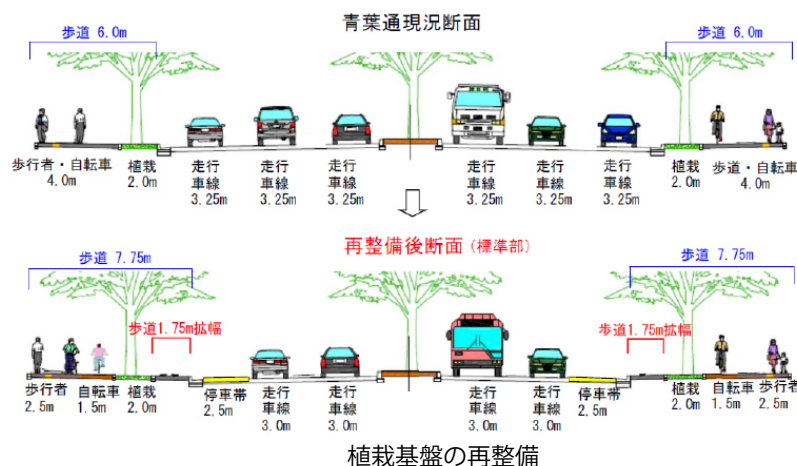 青葉通現況断面
歩道 6.0m
歩道 6.0m
歩行者・自転車
4.0m
植栽
2.0m
走行
車線
3.25m
走行
車線
3.25m
走行
車線
3.25m
走行
車線
3.25m
走行
車線
3.25m
走行
車線
3.25m
植栽
2.0m
歩道・自転車
4.0m
再整備後断面(標準部)
歩道 7.75m
歩道 7.75m
歩道1.75m拡幅
歩道1.75m拡幅
歩行者
2.5m
自転車
1.5m
植栽
2.0m
停車帯
2.5m
走行
車線
3.0m
走行
車線
3.0m
走行
車線
3.0m
走行
車線
3.0m
停車帯
2.5m
植栽
2.0m
自転車
1.5m
歩行者
2.5m
植栽基盤の再整備